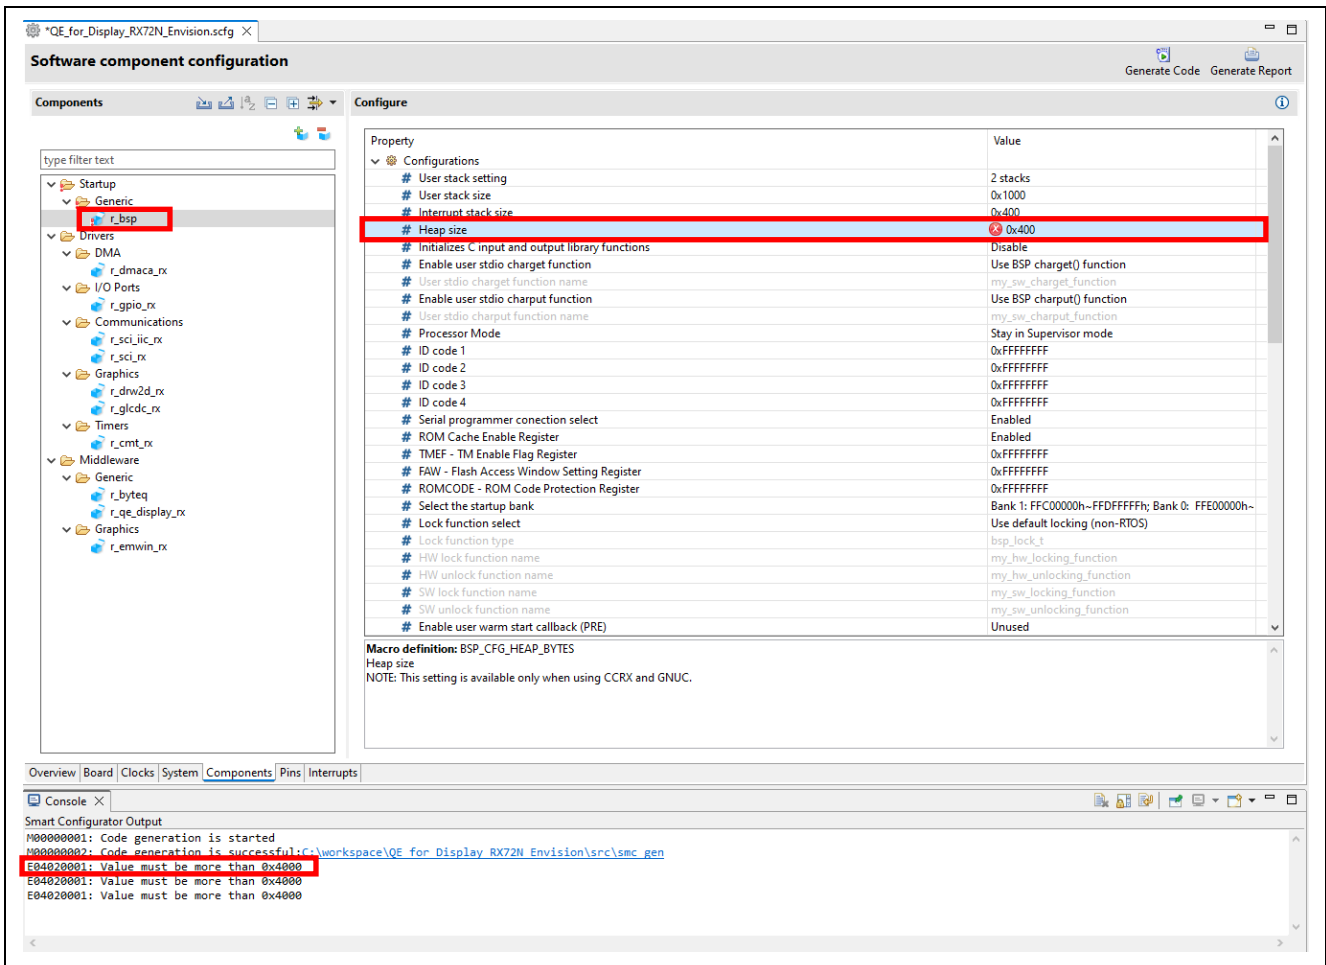 *QE_for_Display_RX72N_Envision.scfg
Software component configuration
Generate Code Generate Report
Components
Configure
type filter text
Startup
Generic
r_bsp
Drivers
DMA
r_dmaca_rx
I/O Ports
r_gpio_rx
Communications
r_sci_iic_rx
r_sci_rx
Graphics
r_drw2d_rx
r_glcdc_rx
Timers
r_cmt_rx
Middleware
Generic
r_byteq
r_qe_display_rx
Graphics
r_emwin_rx
Property Value
Configurations
# User stack setting 2 stacks
# User stack size 0x1000
# Interrupt stack size 0x400
# Heap size 0x400
# Initializes C input and output library functions Disable
# Enable user stdio charget function Use BSP charget() function
# User stdio charget function name my_sw_charget_function
# Enable user stdio charput function Use BSP charput() function
# User stdio charput function name my_sw_charput_function
# Processor Mode Stay in Supervisor mode
# ID code 1 0xFFFFFFFF
# ID code 2 0xFFFFFFFF
# ID code 3 0xFFFFFFFF
# ID code 4 0xFFFFFFFF
# Serial programmer conection select Enabled
# ROM Cache Enable Register Enabled
# TMEF - TM Enable Flag Register 0xFFFFFFFF
# FAW - Flash Access Window Setting Register 0xFFFFFFFF
# ROMCODE - ROM Code Protection Register 0xFFFFFFFF
# Select the startup bank Bank 1: FFC00000h~FFDFFFFFh; Bank 0: FFE00000h~
# Lock function select Use default locking (non-RTOS)
# Lock function type bsp_lock_t
# HW lock function name my_hw_locking_function
# HW unlock function name my_hw_unlocking_function
# SW lock function name my_sw_locking_function
# SW unlock function name my_sw_unlocking_function
# Enable user warm start callback (PRE) Unused
Macro definition: BSP_CFG_HEAP_BYTES
Heap size
NOTE: This setting is available only when using CCRX and GNUC.
Overview Board Clocks System Components Pins Interrupts
Console
Smart Configurator Output
M00000001: Code generation is started
M00000002: Code generation is successful:C:\workspace\QE_for_Display_RX72N_Envision\src\smc_gen
E04020001: Value must be more than 0x4000
E04020001: Value must be more than 0x4000
E04020001: Value must be more than 0x4000